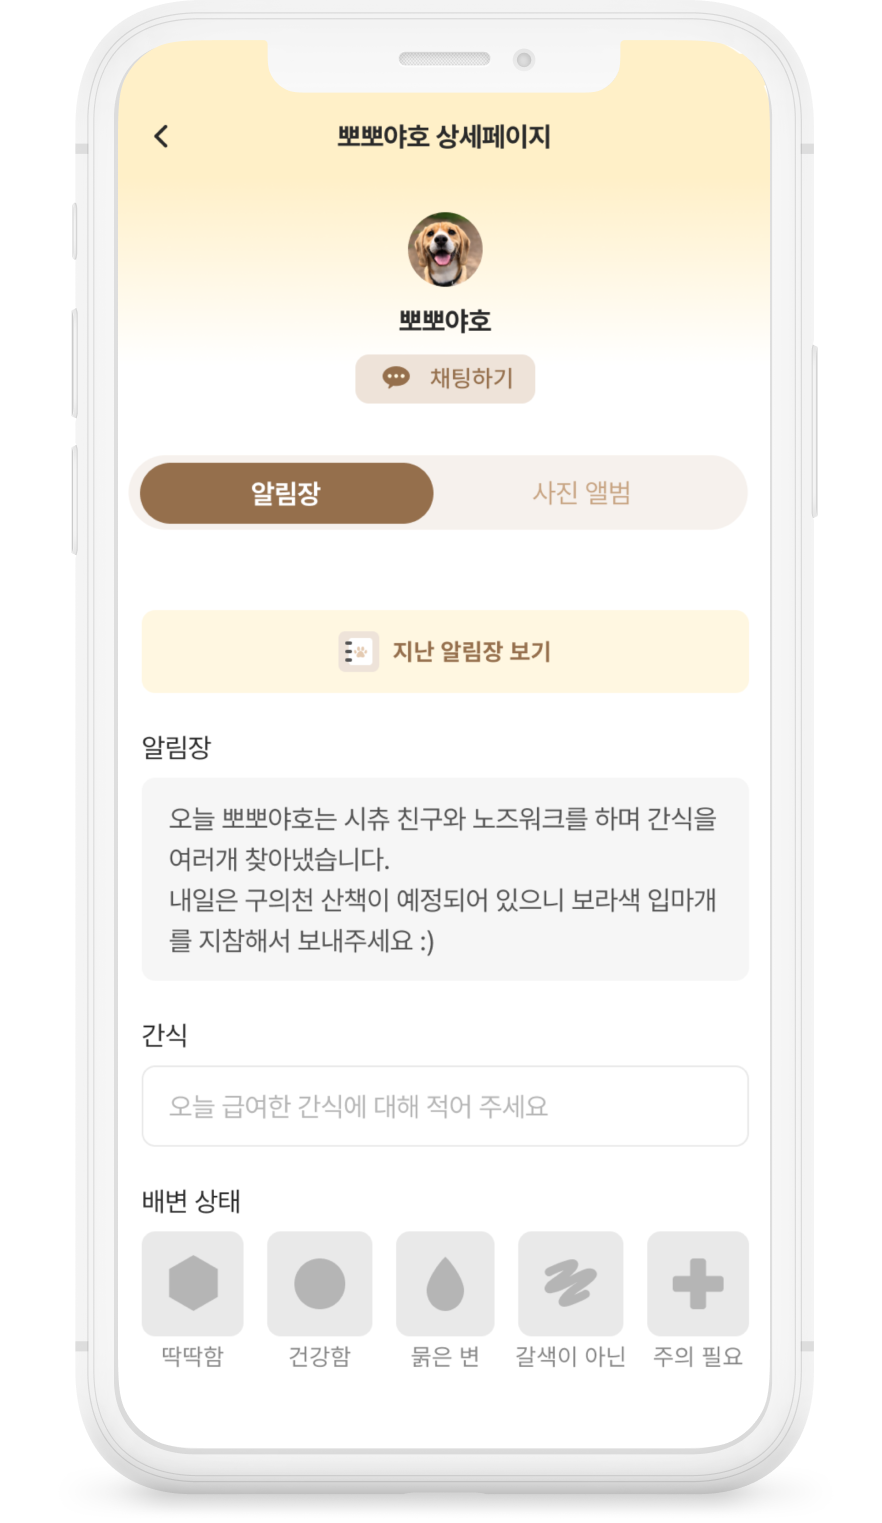 뽀뽀야호 상세페이지
뽀뽀야호
채팅하기
알림장
사진 앨범
지난 알림장 보기
알림장
오늘 뽀뽀야호는 시츄 친구와 노즈워크를 하며 간식을
여러개 찾아냈습니다.
내일은 구의천 산책이 예정되어 있으니 보라색 입마개
를 지참해서 보내주세요 :)
간식
오늘 급여한 간식에 대해 적어 주세요
배변 상태
딱딱함
건강함
묽은 변
갈색이 아닌
주의 필요